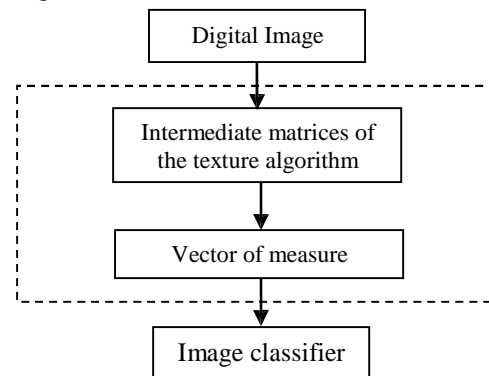 Digital Image
Intermediate matrices of
the texture algorithm
Vector of measure
Image classifier